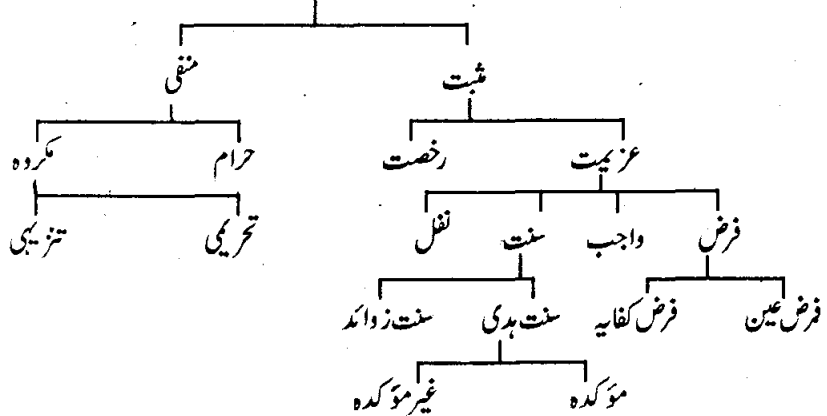 مثبت منفی
عزیمت رخصت حرام مکروہ
فرض واجب سنت نفل تحریمی تنزیہی
فرض عین فرض کفایہ سنت ہدی سنت زوائد
مؤکدہ غیر مؤکدہ